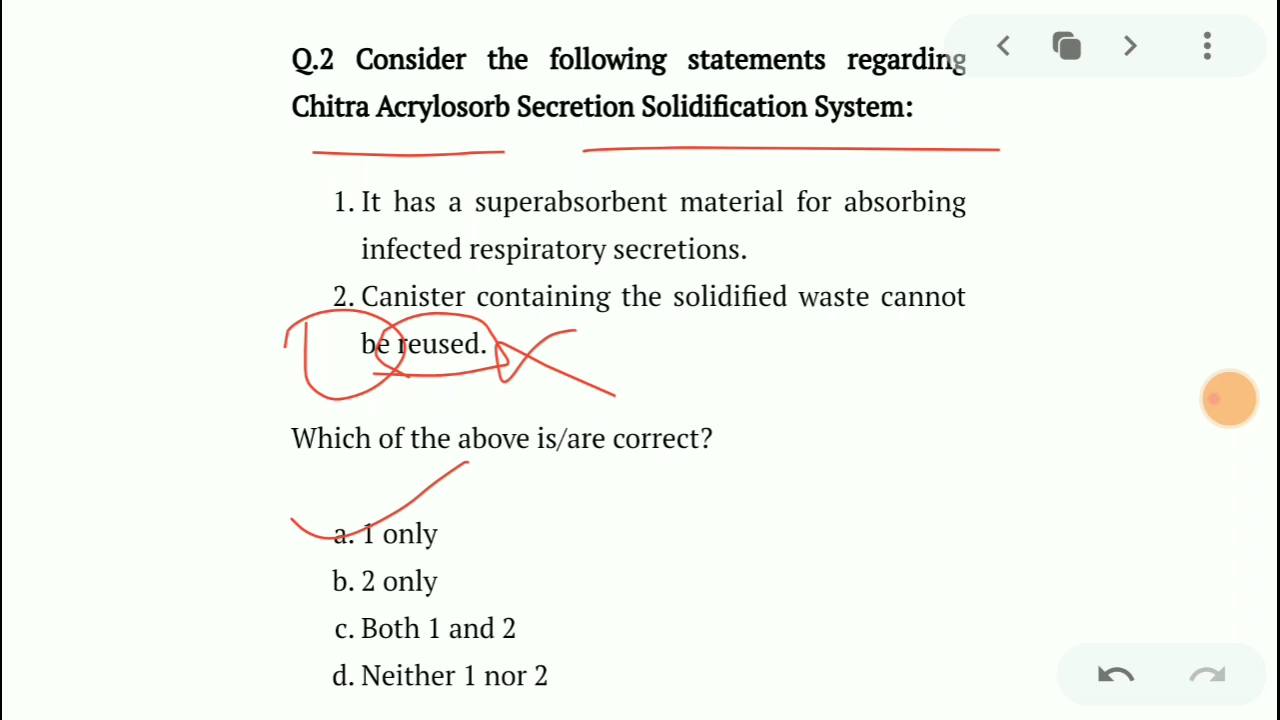 Q.2 Consider the following statements regarding
Chitra Acrylosorb Secretion Solidification System:
1. It has a superabsorbent material for absorbing
infected respiratory secretions.
2. Canister containing the solidified waste cannot
be reused.
Which of the above is/are correct?
a. 1 only
b. 2 only
c. Both 1 and 2
d. Neither 1 nor 2